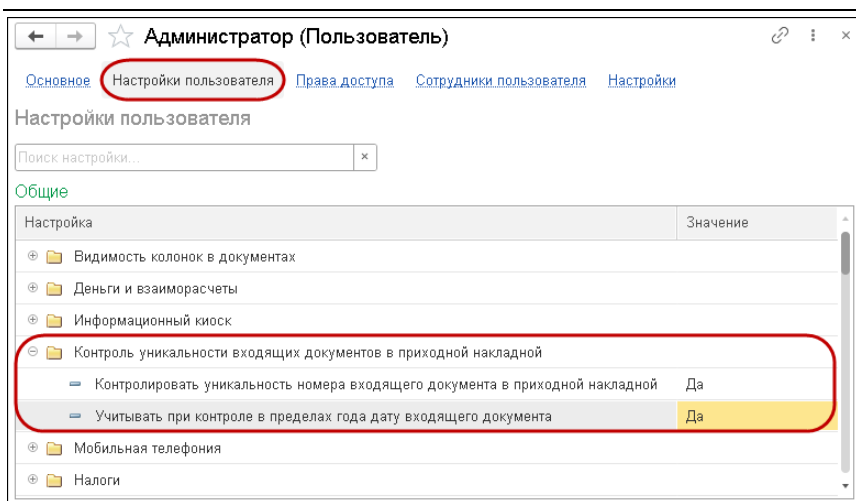 Администратор (Пользователь)
Основное Настройки пользователя Права доступа Сотрудники пользователя Настройки
Настройки пользователя
Поиск настройки...
Общие
Настройка Значение
Видимость колонок в документах
Деньги и взаиморасчеты
Информационный киоск
Контроль уникальности входящих документов в приходной накладной
Контролировать уникальность номера входящего документа в приходной накладной Да
Учитывать при контроле в пределах года дату входящего документа Да
Мобильная телефония
Налоги